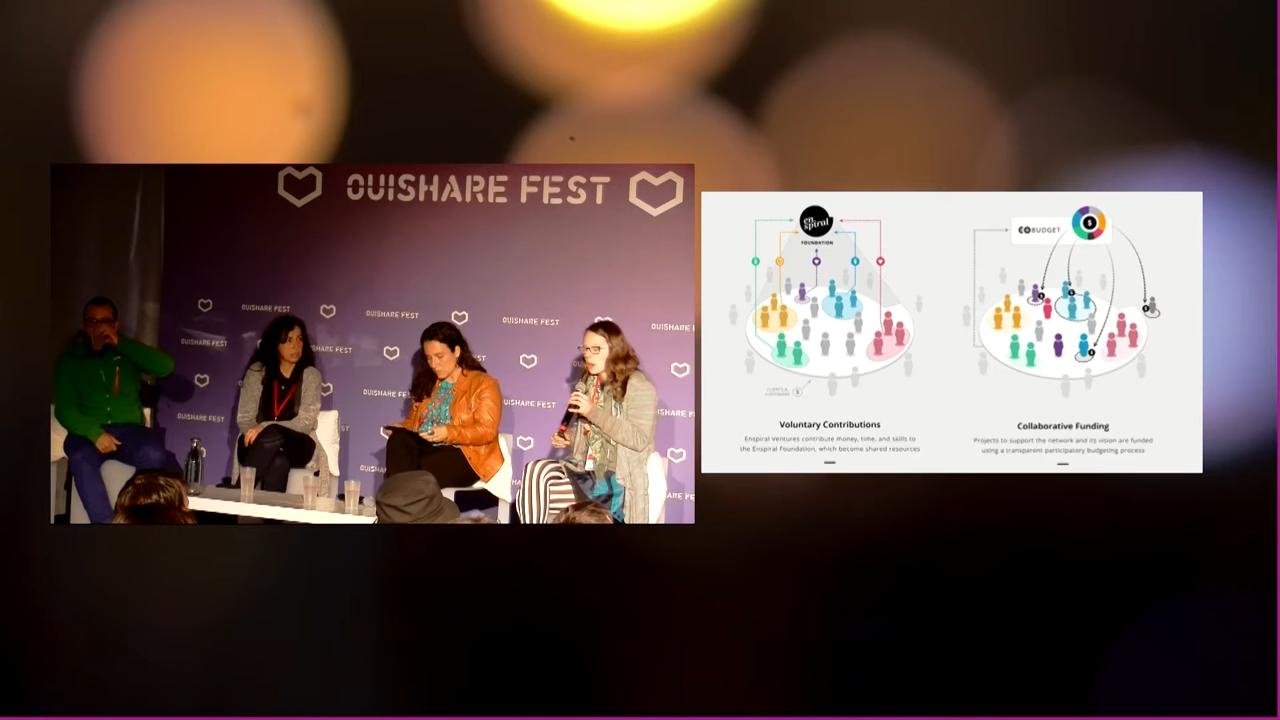 OUISHARE FEST
OUISHARE FEST
OUISHARE FEST
OUISHARE FEST
OUISHARE FEST
OUISHARE FEST
OUISHARE FEST
en
spiral
FOUNDATION
Voluntary Contributions
Enspiral Ventures contribute money, time, and skills to
the Enspiral Foundation, which become shared resources
COBUDGET
$
Collaborative Funding
Projects to support the network and its vision are funded
using a transparent participatory budgeting process